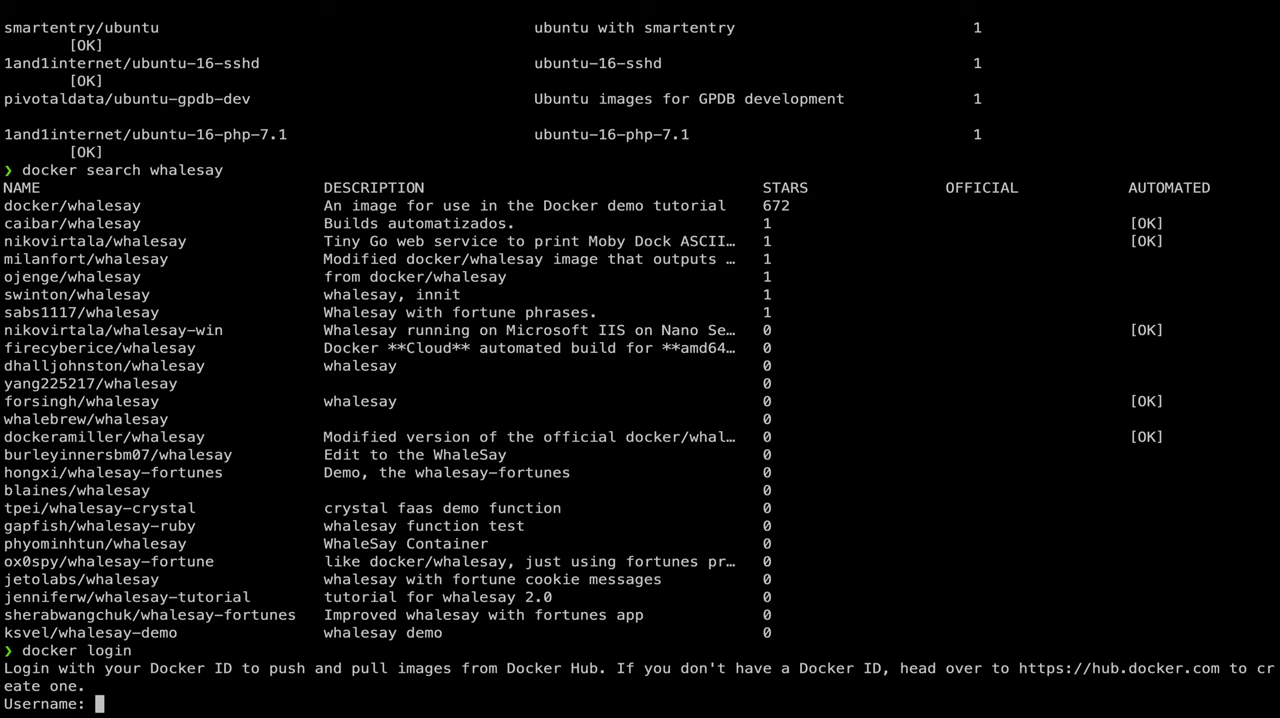 smartentry/ubuntu ubuntu with smartentry 1
[OK]
1and1internet/ubuntu-16-sshd ubuntu-16-sshd 1
[OK]
pivotaldata/ubuntu-gpdb-dev Ubuntu images for GPDB development 1
1and1internet/ubuntu-16-php-7.1 ubuntu-16-php-7.1 1
[OK]
❯ docker search whalesay
NAME DESCRIPTION STARS OFFICIAL AUTOMATED
docker/whalesay An image for use in the Docker demo tutorial 672
caibar/whalesay Builds automatizados. 1 [OK]
nikovirtala/whalesay Tiny Go web service to print Moby Dock ASCII… 1 [OK]
milanfort/whalesay Modified docker/whalesay image that outputs … 1
ojenge/whalesay from docker/whalesay 1
swinton/whalesay whalesay, innit 1
sabs1117/whalesay Whalesay with fortune phrases. 1
nikovirtala/whalesay-win Whalesay running on Microsoft IIS on Nano Se… 0 [OK]
firecyberice/whalesay Docker **Cloud** automated build for **amd64… 0
dhalljohnston/whalesay whalesay 0
yang225217/whalesay 0
forsingh/whalesay whalesay 0 [OK]
whalebrew/whalesay 0
dockeramiller/whalesay Modified version of the official docker/whal… 0 [OK]
burleyinnersbm07/whalesay Edit to the WhaleSay 0
hongxi/whalesay-fortunes Demo, the whalesay-fortunes 0
blaines/whalesay 0
tpei/whalesay-crystal crystal faas demo function 0
gapfish/whalesay-ruby whalesay function test 0
phyominhtun/whalesay WhaleSay Container 0
ox0spy/whalesay-fortune like docker/whalesay, just using fortunes pr… 0
jetolabs/whalesay whalesay with fortune cookie messages 0
jenniferw/whalesay-tutorial tutorial for whalesay 2.0 0
sherabwangchuk/whalesay-fortunes Improved whalesay with fortunes app 0
ksvel/whalesay-demo whalesay demo 0
❯ docker login
Login with your Docker ID to push and pull images from Docker Hub. If you don't have a Docker ID, head over to https://hub.docker.com to cr
eate one.
Username: